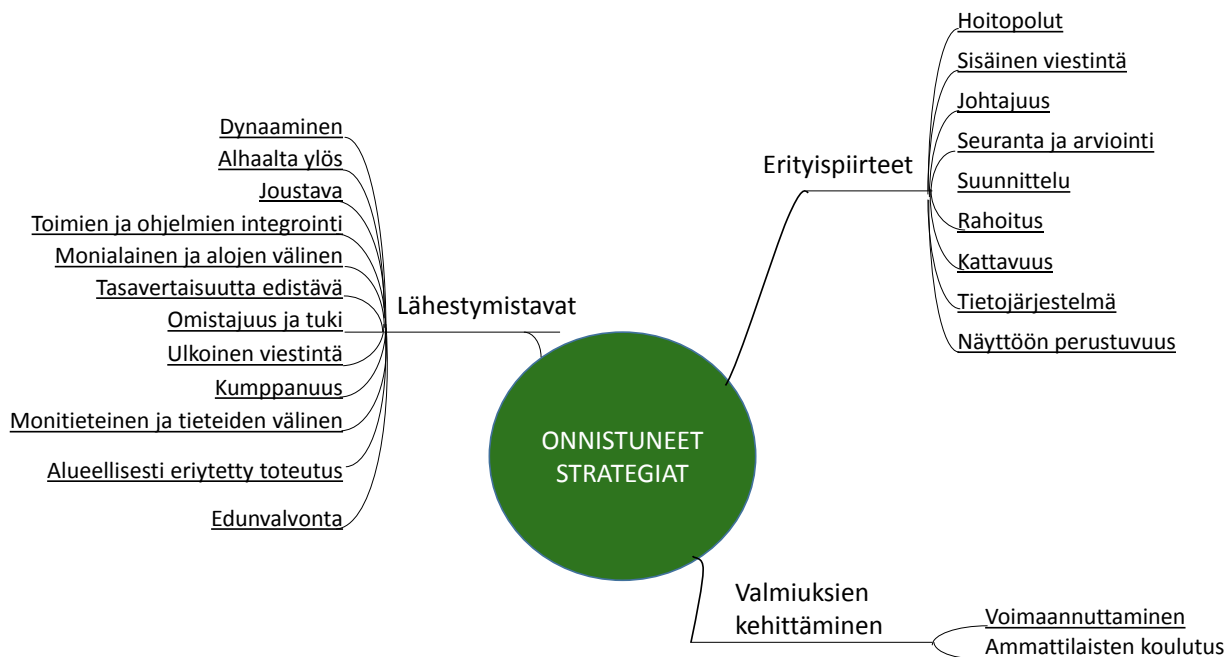 Hoitopolut
Sisäinen viestintä
Johtajuus
Seuranta ja arviointi
Suunnittelu
Rahoitus
Kattavuus
Tietojärjestelmä
Näyttöön perustuvuus
Erityispiirteet
Dynaaminen
Alhaalta ylös
Joustava
Toimien ja ohjelmien integrointi
Monialainen ja alojen välinen
Tasavertaisuutta edistävä
Omistajuus ja tuki
Ulkoinen viestintä
Kumppanuus
Monitieteinen ja tieteiden välinen
Alueellisesti eriytetty toteutus
Edunvalvonta
Lähestymistavat
ONNISTUNEET
STRATEGIAT
Valmiuksien
kehittäminen
Voimaannuttaminen
Ammattilaisten koulutus